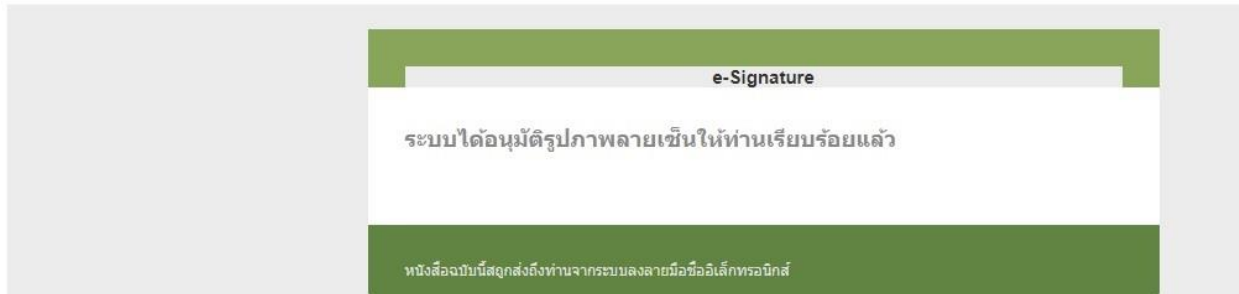 e-Signature
ระบบได้อนุมัติรูปภาพลายเซ็นให้ท่านเรียบร้อยแล้ว
หนังสือฉบับนี้สถูกส่งถึงท่านจากระบบลงลายมือชื่ออิเล็กทรอนิกส์